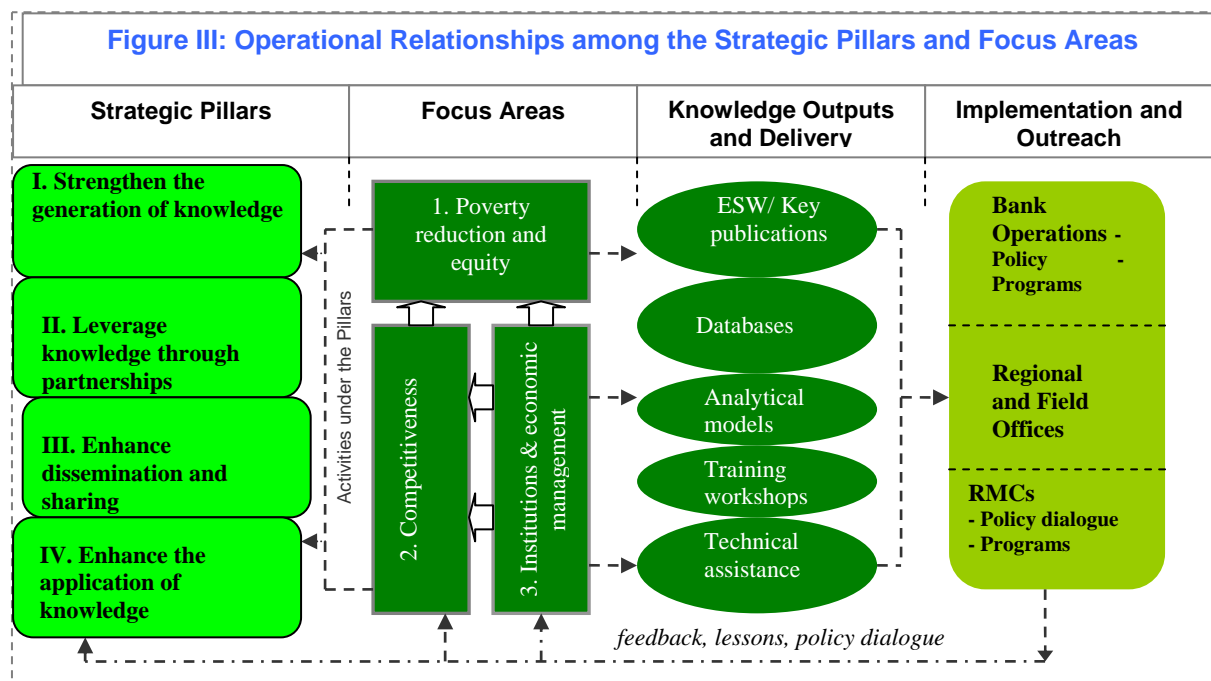 Figure III: Operational Relationships among the Strategic Pillars and Focus Areas
Strategic Pillars
Focus Areas
Knowledge Outputs
and Delivery
Implementation and
Outreach
I. Strengthen the
generation of knowledge
II. Leverage
knowledge through
partnerships
III. Enhance
dissemination and
sharing
IV. Enhance the
application of
knowledge
Activities under the Pillars
1. Poverty
reduction and
equity
2. Competitiveness
3. Institutions & economic
management
ESW/ Key
publications
Databases
Analytical
models
Training
workshops
Technical
assistance
Bank
Operations -
Policy -
Programs
Regional
and Field
Offices
RMCs
- Policy dialogue
- Programs
feedback, lessons, policy dialogue